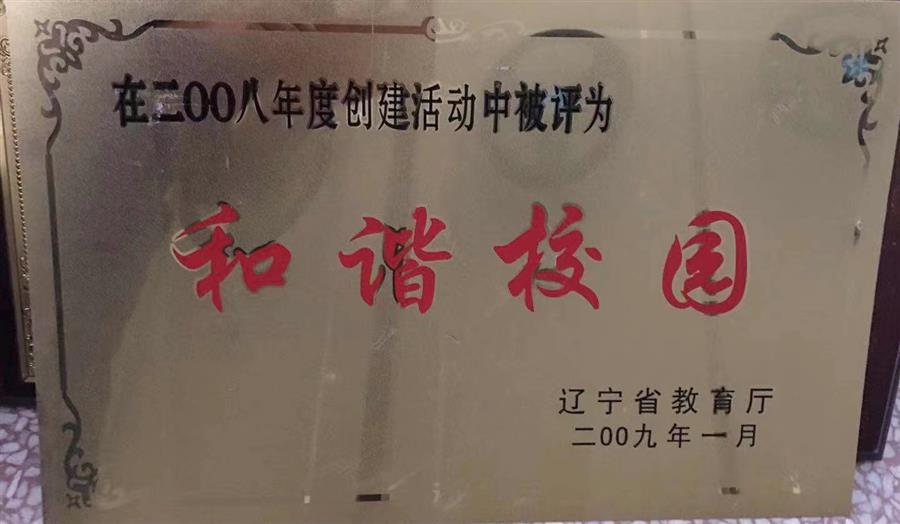 在二00八年度创建活动中被评为
和谐校园
辽宁省教育厅
二00九年一月